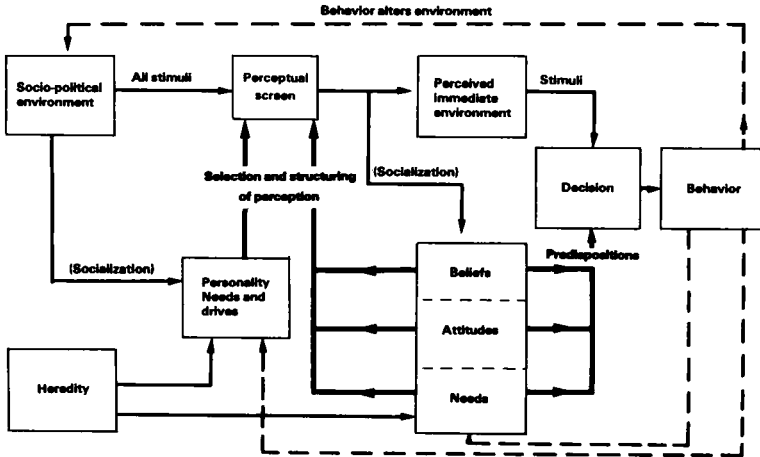 Behavior alters environment
Socio-political
environment
All stimuli
Perceptual
screen
Perceived
immediate
environment
Stimuli
Selection and structuring
of perception
(Socialization)
Decision
Behavior
Predispositions
(Socialization)
Personality
Needs and
drives
Beliefs
Attitudes
Needs
Heredity